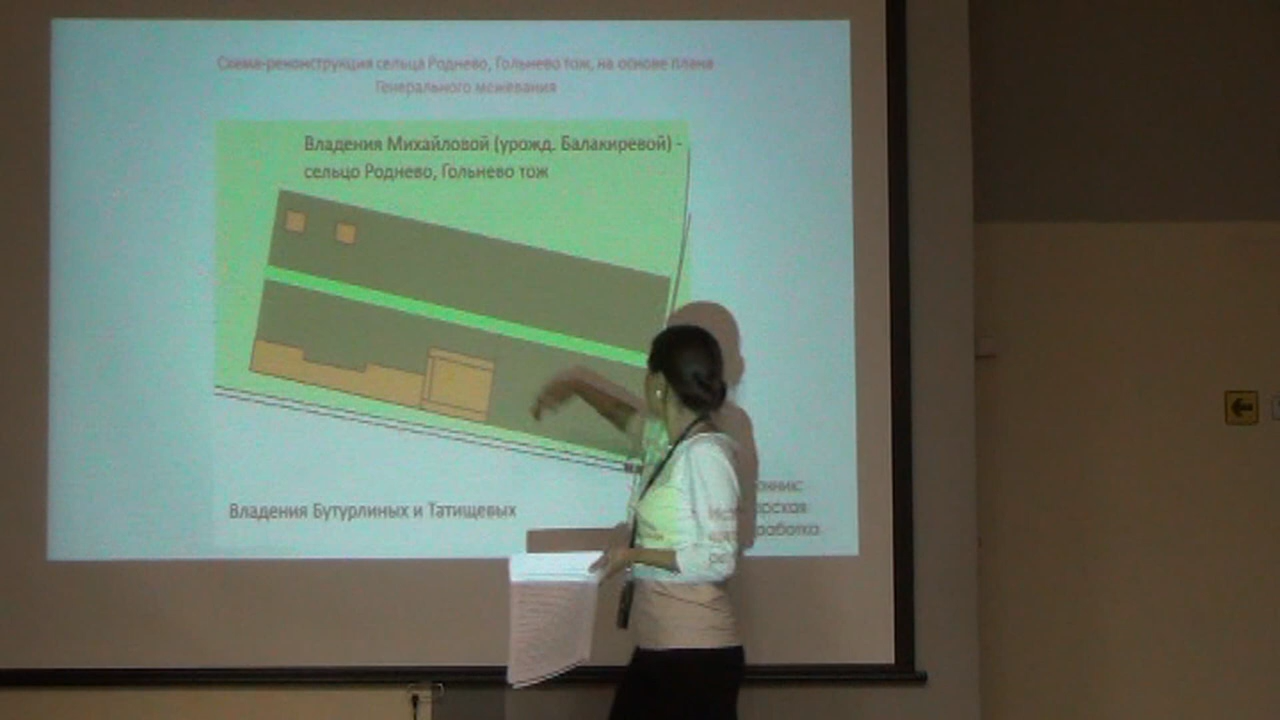 Схема-реконструкция сельца Роднево, Гольнево тож, на основе плана
Генерального межевания
Владения Михайловой (урожд. Балакиревой) -
сельцо Роднево, Гольнево тож
Владения Бутурлиных и Татищевых